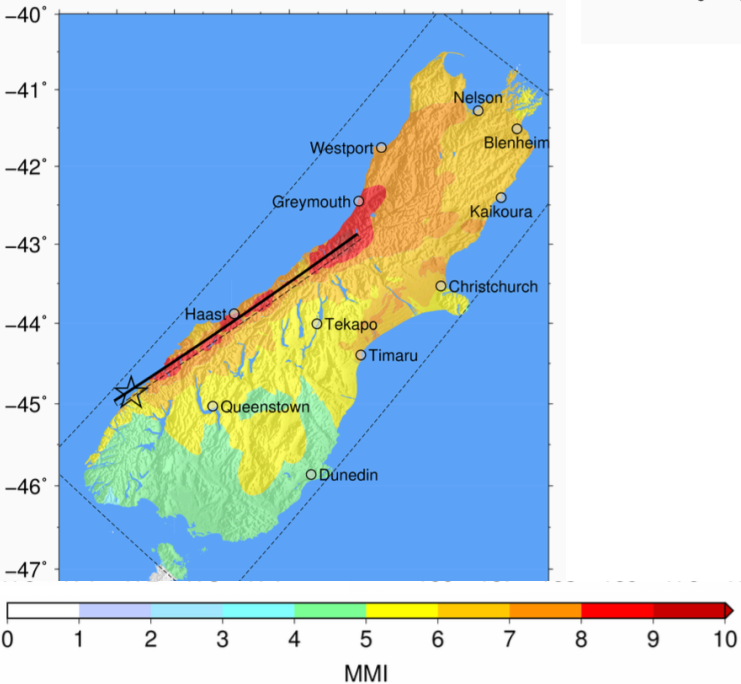 −40°
−41°
Nelson
Blenheim
Westport
−42°
Greymouth
Kaikoura
−43°
Christchurch
Haast
−44°
Tekapo
Timaru
−45°
Queenstown
−46°
Dunedin
−47°
0 1 2 3 4 5 6 7 8 9 10
MMI